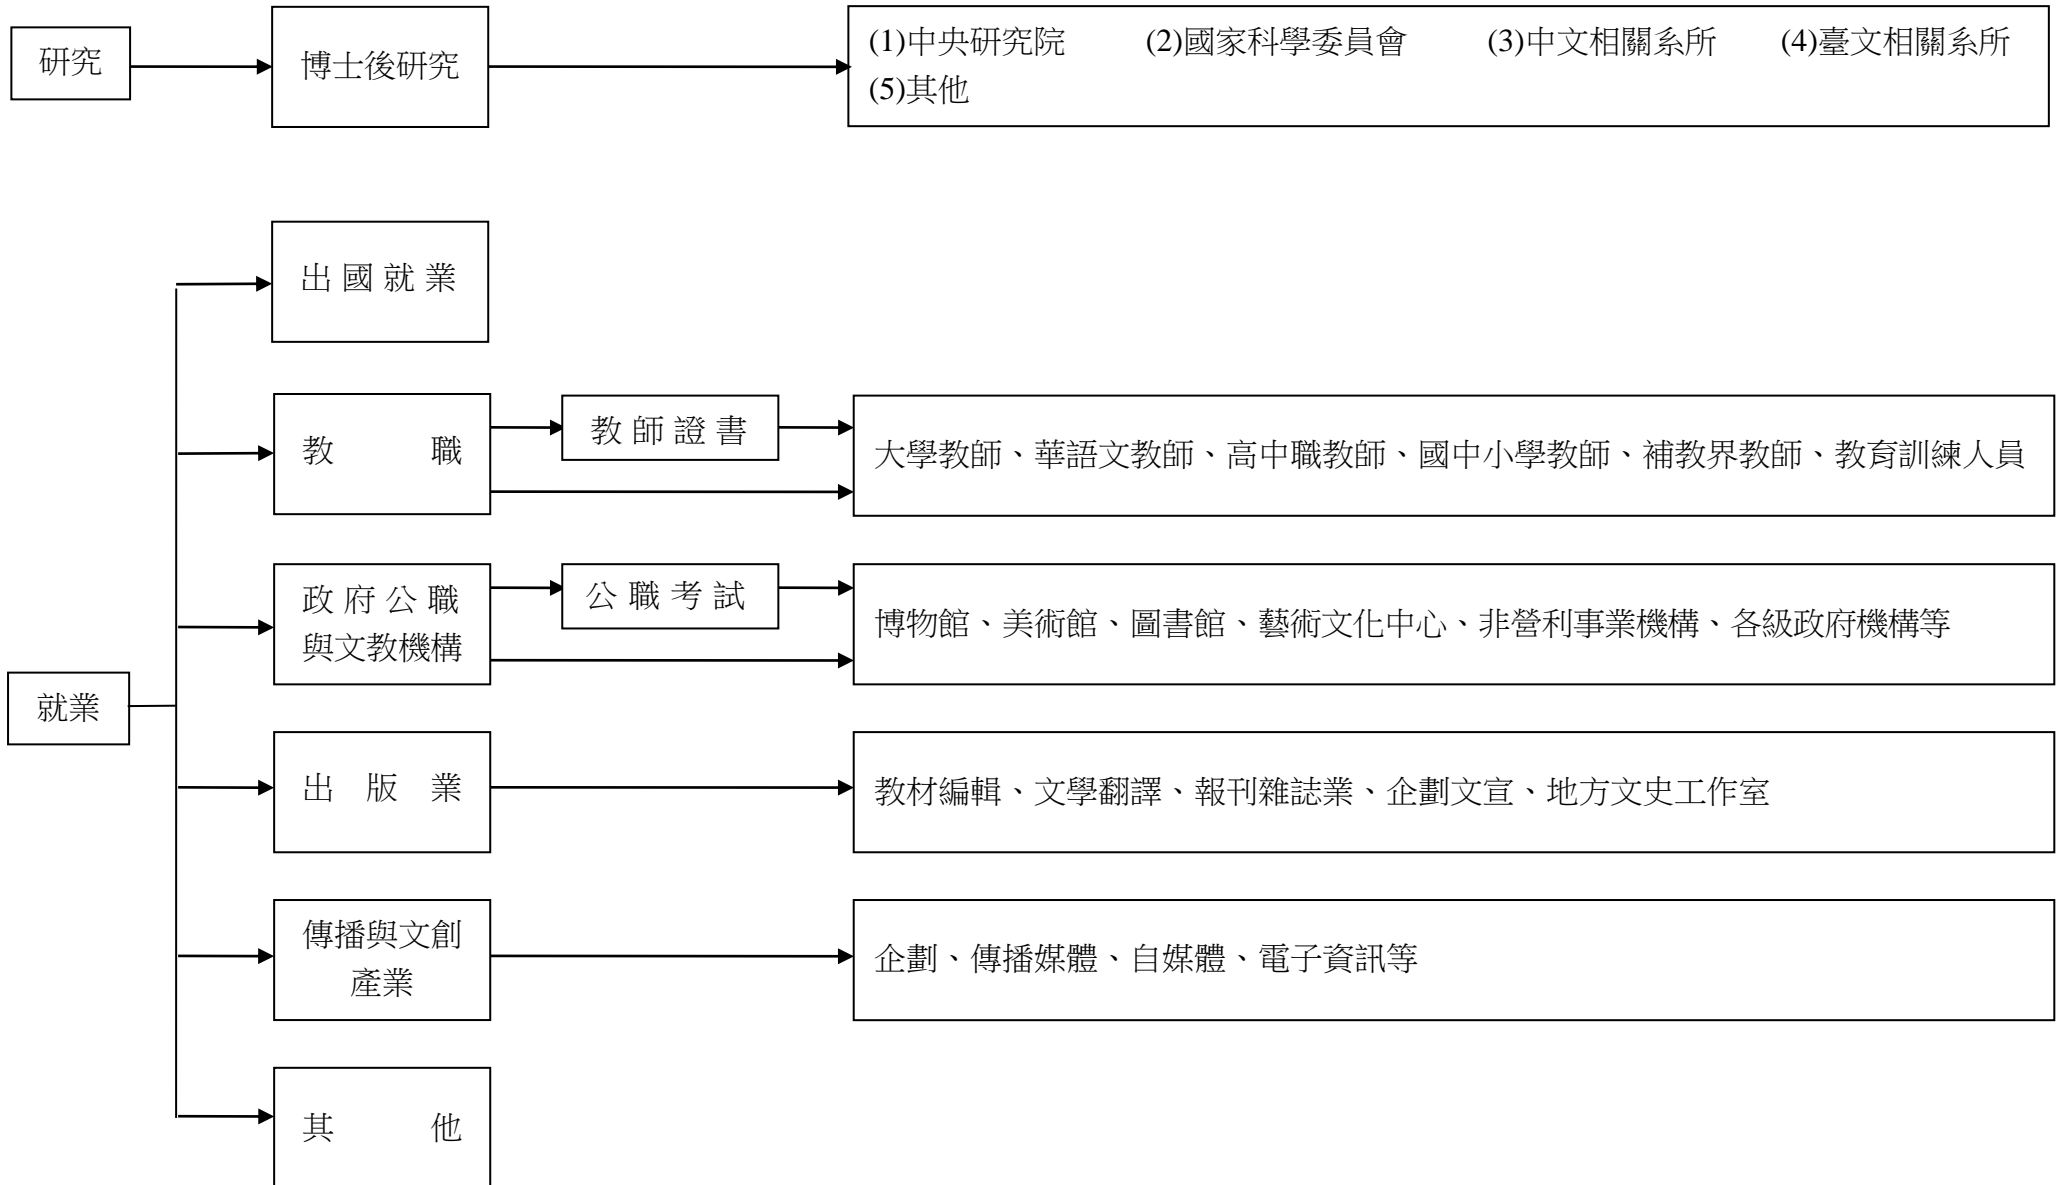 研究
博士後研究
(1)中央研究院 (2)國家科學委員會 (3)中文相關系所 (4)臺文相關系所
(5)其他
出國就業
教職
教師證書
大學教師、華語文教師、高中職教師、國中小學教師、補教界教師、教育訓練人員
政府公職
與文教機構
公職考試
博物館、美術館、圖書館、藝術文化中心、非營利事業機構、各級政府機構等
就業
出版業
教材編輯、文學翻譯、報刊雜誌業、企劃文宣、地方文史工作室
傳播與文創
產業
企劃、傳播媒體、自媒體、電子資訊等
其他